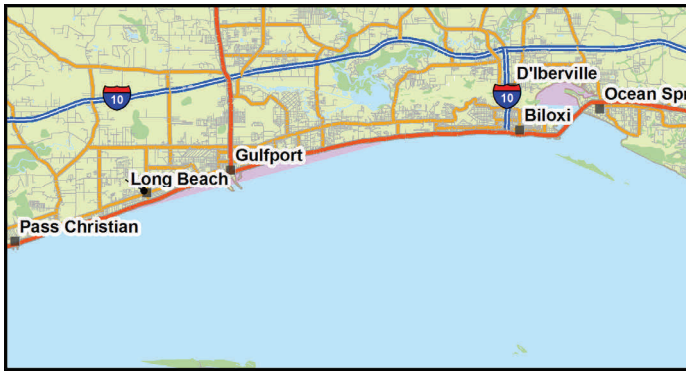 D'Iberville
10
10
Ocean Spr
Biloxi
Gulfport
Long Beach
Pass Christian